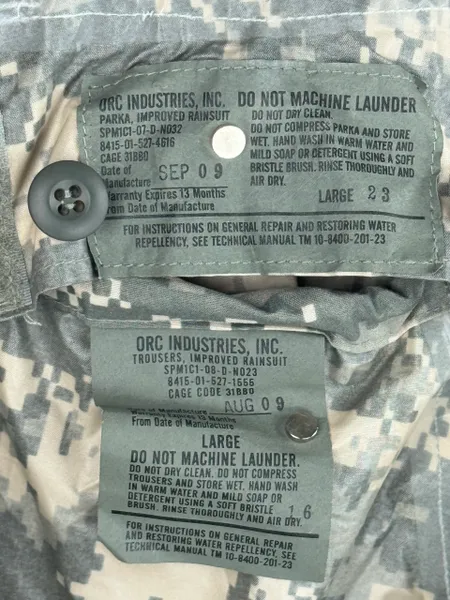 ORC INDUSTRIES, INC. DO NOT MACHINE LAUNDER
PARKA, IMPROVED RAINSUIT
SPM1C1-07-D-N032
8415-01-527-4616
CAGE 31BB0
Date of
Manufacture SEP 09
Warranty Expires 13 Months
From Date of Manufacture
DO NOT DRY CLEAN.
DO NOT COMPRESS PARKA AND STORE
WET. HAND WASH IN WARM WATER AND
MILD SOAP OR DETERGENT USING A SOFT
BRISTLE BRUSH. RINSE THOROUGHLY AND
AIR DRY.
LARGE 23
FOR INSTRUCTIONS ON GENERAL REPAIR AND RESTORING WATER
REPELLENCY, SEE TECHNICAL MANUAL TM 10-8400-201-23
ORC INDUSTRIES, INC.
TROUSERS, IMPROVED RAINSUIT
SPM1C1-08-D-N023
8415-01-527-1556
CAGE CODE 31BB0
AUG 09
Date of Manufacture
Warranty Expires 13 Months
From Date of Manufacture
LARGE
DO NOT MACHINE LAUNDER.
DO NOT DRY CLEAN. DO NOT COMPRESS
TROUSERS AND STORE WET. HAND WASH
IN WARM WATER AND MILD SOAP OR
DETERGENT USING A SOFT BRISTLE
BRUSH. RINSE THOROUGHLY AND AIR DRY.
16
FOR INSTRUCTIONS ON GENERAL REPAIR
AND RESTORING WATER REPELLENCY, SEE
TECHNICAL MANUAL TM 10-8400-201-23